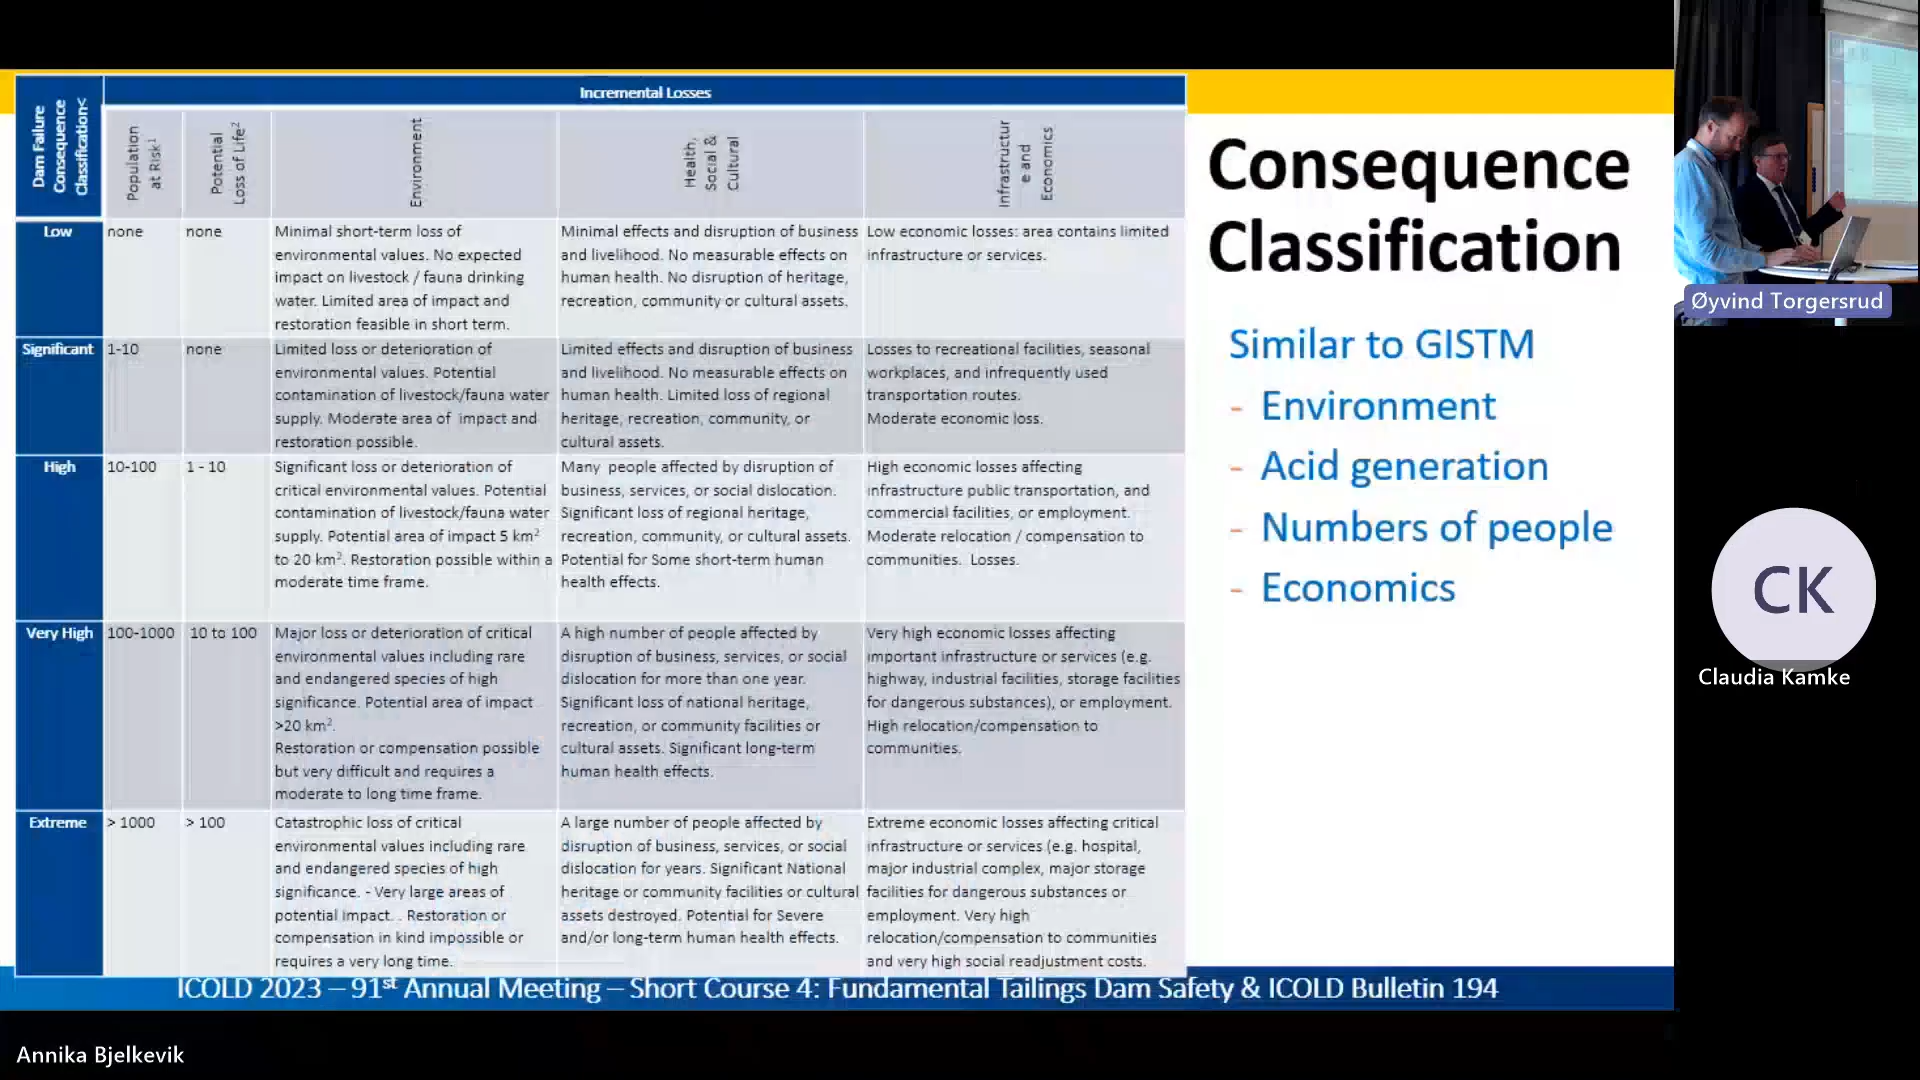 Dam Failure
Consequence
Classification<
Incremental Losses
Population
at Risk¹
Potential
Loss of Life²
Environment
Health,
Social &
Cultural
Infrastructur
e and
Economics
Low
none
none
Minimal short-term loss of
environmental values. No expected
impact on livestock / fauna drinking
water. Limited area of impact and
restoration feasible in short term.
Minimal effects and disruption of business
and livelihood. No measurable effects on
human health. No disruption of heritage,
recreation, community or cultural assets.
Low economic losses: area contains limited
infrastructure or services.
Significant
1-10
none
Limited loss or deterioration of
environmental values. Potential
contamination of livestock/fauna water
supply. Moderate area of impact and
restoration possible.
Limited effects and disruption of business
and livelihood. No measurable effects on
human health. Limited loss of regional
heritage, recreation, community, or
cultural assets.
Losses to recreational facilities, seasonal
workplaces, and infrequently used
transportation routes.
Moderate economic loss.
High
10-100
1 - 10
Significant loss or deterioration of
critical environmental values. Potential
contamination of livestock/fauna water
supply. Potential area of impact 5 km²
to 20 km². Restoration possible within a
moderate time frame.
Many people affected by disruption of
business, services, or social dislocation.
Significant loss of regional heritage,
recreation, community, or cultural assets.
Potential for Some short-term human
health effects.
High economic losses affecting
infrastructure public transportation, and
commercial facilities, or employment.
Moderate relocation / compensation to
communities. Losses.
Very High
100-1000
10 to 100
Major loss or deterioration of critical
environmental values including rare
and endangered species of high
significance. Potential area of impact
>20 km².
Restoration or compensation possible
but very difficult and requires a
moderate to long time frame.
A high number of people affected by
disruption of business, services, or social
dislocation for more than one year.
Significant loss of national heritage,
recreation, or community facilities or
cultural assets. Significant long-term
human health effects.
Very high economic losses affecting
important infrastructure or services (e.g.
highway, industrial facilities, storage facilities
for dangerous substances), or employment.
High relocation/compensation to
communities.
Extreme
> 1000
> 100
Catastrophic loss of critical
environmental values including rare
and endangered species of high
significance. - Very large areas of
potential impact. . Restoration or
compensation in kind impossible or
requires a very long time.
A large number of people affected by
disruption of business, services, or social
dislocation for years. Significant National
heritage or community facilities or cultural
assets destroyed. Potential for Severe
and/or long-term human health effects.
Extreme economic losses affecting critical
infrastructure or services (e.g. hospital,
major industrial complex, major storage
facilities for dangerous substances or
employment. Very high
relocation/compensation to communities
and very high social readjustment costs.
Consequence
Classification
Similar to GISTM
- Environment
- Acid generation
- Numbers of people
- Economics
ICOLD 2023 – 91st Annual Meeting – Short Course 4: Fundamental Tailings Dam Safety & ICOLD Bulletin 194
Øyvind Torgersrud
CK
Claudia Kamke
Annika Bjelkevik